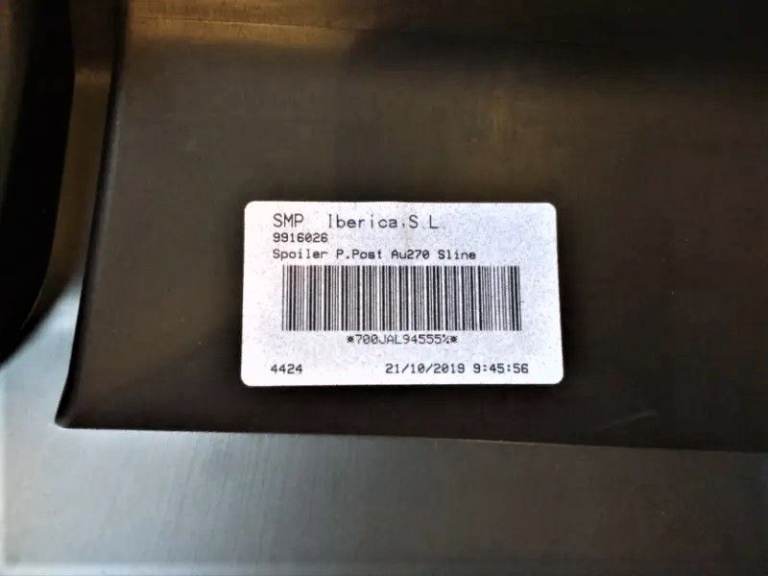 SMP Iberica,S.L
9916026
Spoiler P.Post Au270 Sline
*700JAL94555%*
4424 21/10/2019 9:45:56